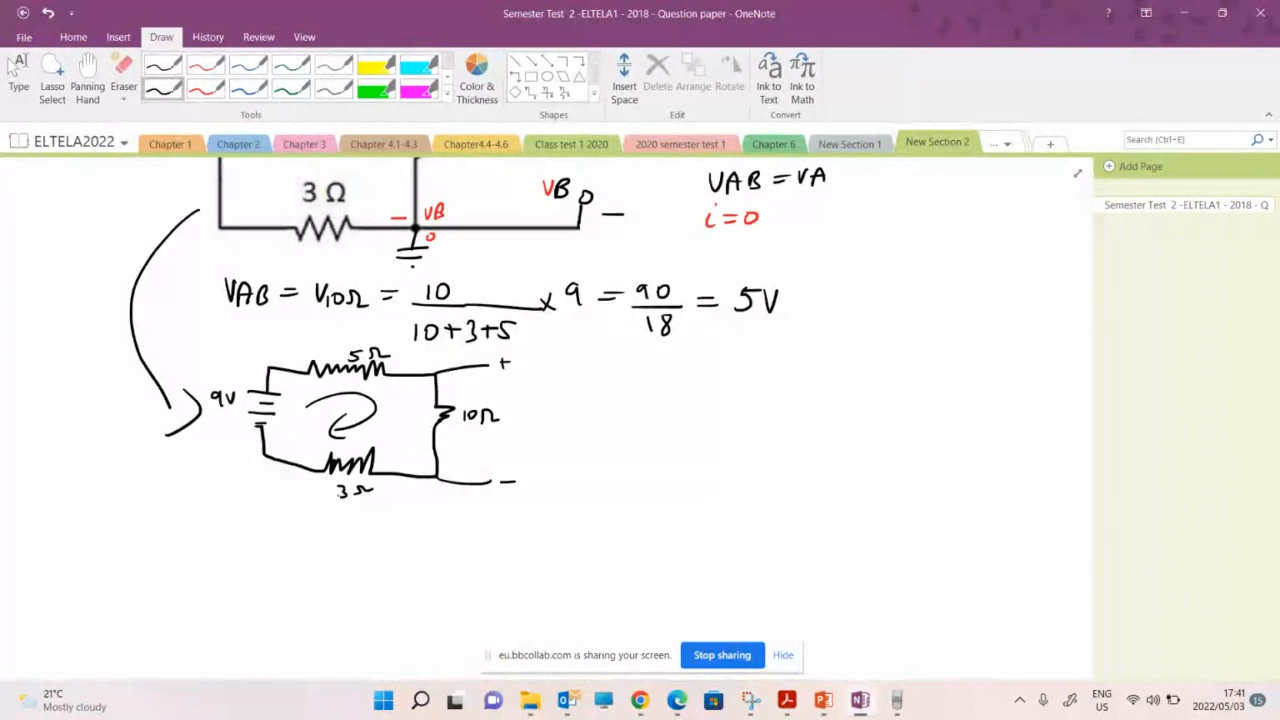 Semester Test 2 -ELTELA1 - 2018 - Question paper - OneNote
File Home Insert Draw History Review View
Type Lasso Select Panning Hand Eraser Color & Thickness Insert Space Delete Arrange Rotate Ink to Text Ink to Math
Tools Shapes Edit Convert
ELTELA2022 Chapter 1 Chapter 2 Chapter 3 Chapter 4.1-4.3 Chapter4.4-4.6 Class test 1 2020 2020 semester test 1 Chapter 6 New Section 1 New Section 2 ... + Search (Ctrl+E)
Add Page
Semester Test 2 -ELTELA1 - 2018 - Q
VAB = VA
3 Ω VB
- VB -
i = 0
0
VAB = V10Ω = 10 / 10+3+5 × 9 = 90 / 18 = 5V
5Ω +
9V
10Ω
3Ω -
eu.bbcollab.com is sharing your screen. Stop sharing Hide
21°C
Mostly cloudy
ENG
US
17:41
2022/05/03
15